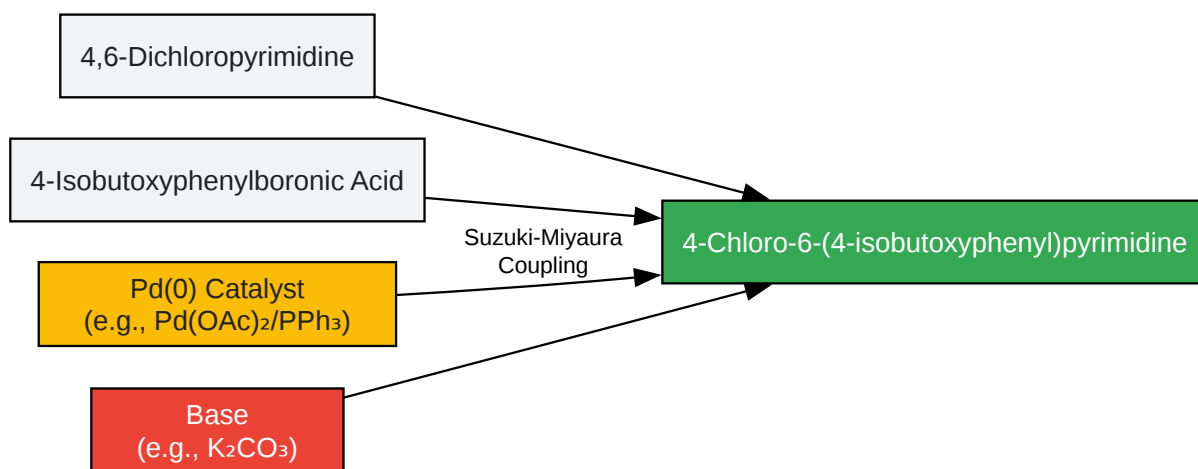 4,6-Dichloropyrimidine
4-Isobutoxyphenylboronic Acid
Suzuki-Miyaura
Coupling
4-Chloro-6-(4-isobutoxyphenyl)pyrimidine
Pd(0) Catalyst
(e.g., Pd(OAc)₂/PPh₃)
Base
(e.g., K₂CO₃)